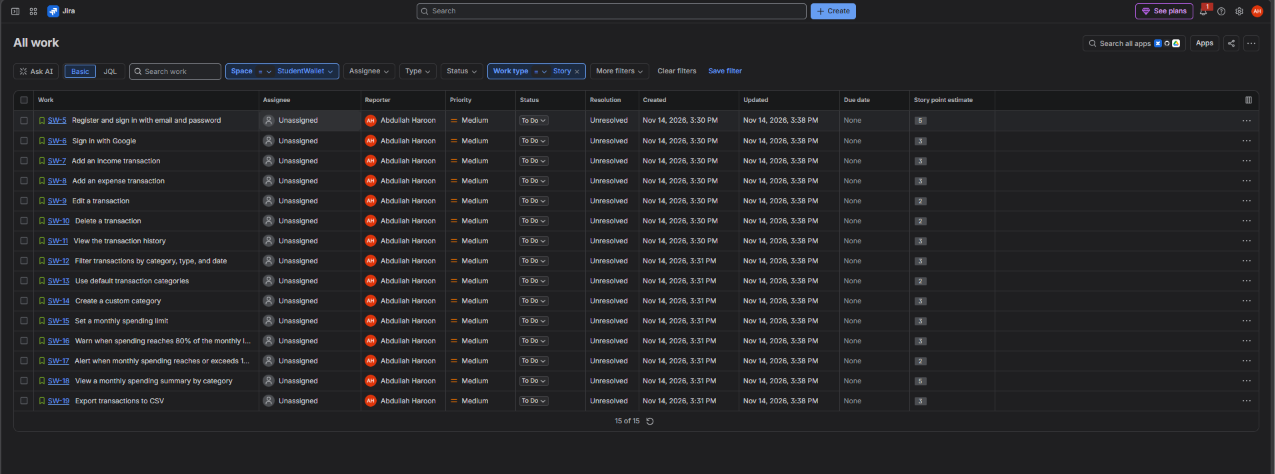 Jira
Search
+ Create
See plans
1
AH
All work
Search all apps
Apps
Ask AI
Basic
JQL
Search work
Space = StudentWallet
Assignee
Type
Status
Work type = Story ×
More filters
Clear filters
Save filter
Work Assignee Reporter Priority Status Resolution Created Updated Due date Story point estimate
SW-5 Register and sign in with email and password Unassigned AH Abdullah Haroon Medium To Do Unresolved Nov 14, 2026, 3:30 PM Nov 14, 2026, 3:38 PM None 5
SW-6 Sign in with Google Unassigned AH Abdullah Haroon Medium To Do Unresolved Nov 14, 2026, 3:30 PM Nov 14, 2026, 3:38 PM None 3
SW-7 Add an income transaction Unassigned AH Abdullah Haroon Medium To Do Unresolved Nov 14, 2026, 3:30 PM Nov 14, 2026, 3:38 PM None 3
SW-8 Add an expense transaction Unassigned AH Abdullah Haroon Medium To Do Unresolved Nov 14, 2026, 3:30 PM Nov 14, 2026, 3:38 PM None 3
SW-9 Edit a transaction Unassigned AH Abdullah Haroon Medium To Do Unresolved Nov 14, 2026, 3:30 PM Nov 14, 2026, 3:38 PM None 2
SW-10 Delete a transaction Unassigned AH Abdullah Haroon Medium To Do Unresolved Nov 14, 2026, 3:30 PM Nov 14, 2026, 3:38 PM None 2
SW-11 View the transaction history Unassigned AH Abdullah Haroon Medium To Do Unresolved Nov 14, 2026, 3:30 PM Nov 14, 2026, 3:38 PM None 3
SW-12 Filter transactions by category, type, and date Unassigned AH Abdullah Haroon Medium To Do Unresolved Nov 14, 2026, 3:31 PM Nov 14, 2026, 3:38 PM None 3
SW-13 Use default transaction categories Unassigned AH Abdullah Haroon Medium To Do Unresolved Nov 14, 2026, 3:31 PM Nov 14, 2026, 3:38 PM None 2
SW-14 Create a custom category Unassigned AH Abdullah Haroon Medium To Do Unresolved Nov 14, 2026, 3:31 PM Nov 14, 2026, 3:38 PM None 3
SW-15 Set a monthly spending limit Unassigned AH Abdullah Haroon Medium To Do Unresolved Nov 14, 2026, 3:31 PM Nov 14, 2026, 3:38 PM None 3
SW-16 Warn when spending reaches 80% of the monthly l... Unassigned AH Abdullah Haroon Medium To Do Unresolved Nov 14, 2026, 3:31 PM Nov 14, 2026, 3:38 PM None 3
SW-17 Alert when monthly spending reaches or exceeds 1... Unassigned AH Abdullah Haroon Medium To Do Unresolved Nov 14, 2026, 3:31 PM Nov 14, 2026, 3:38 PM None 2
SW-18 View a monthly spending summary by category Unassigned AH Abdullah Haroon Medium To Do Unresolved Nov 14, 2026, 3:31 PM Nov 14, 2026, 3:38 PM None 5
SW-19 Export transactions to CSV Unassigned AH Abdullah Haroon Medium To Do Unresolved Nov 14, 2026, 3:31 PM Nov 14, 2026, 3:38 PM None 3
15 of 15